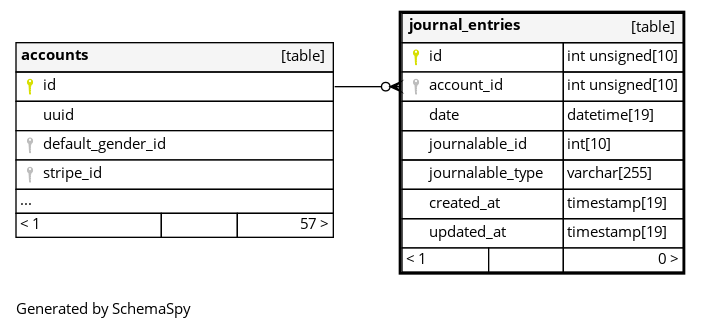 accounts [table]
id
uuid
default_gender_id
stripe_id
...
< 1 57 >
journal_entries [table]
id int unsigned[10]
account_id int unsigned[10]
date datetime[19]
journalable_id int[10]
journalable_type varchar[255]
created_at timestamp[19]
updated_at timestamp[19]
< 1 0 >
Generated by SchemaSpy